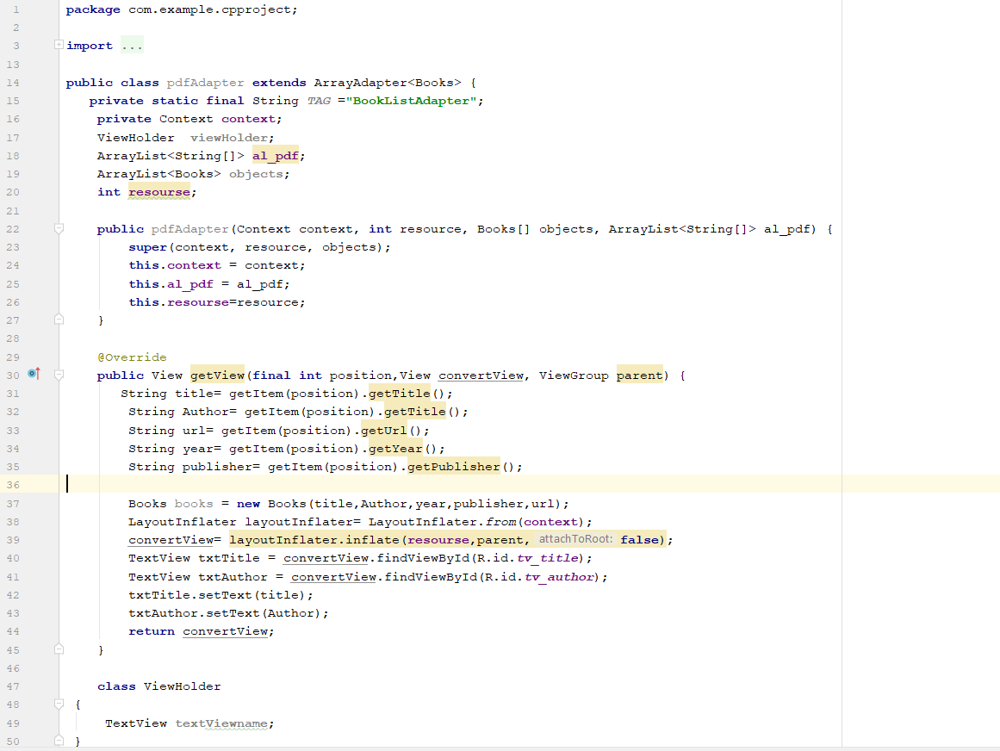 1 package com.example.cpproject;
2
3 import ...
13
14 public class pdfAdapter extends ArrayAdapter<Books> {
15 private static final String TAG ="BookListAdapter";
16 private Context context;
17 ViewHolder viewHolder;
18 ArrayList<String[]> al_pdf;
19 ArrayList<Books> objects;
20 int resourse;
21
22 public pdfAdapter(Context context, int resource, Books[] objects, ArrayList<String[]> al_pdf) {
23 super(context, resource, objects);
24 this.context = context;
25 this.al_pdf = al_pdf;
26 this.resourse=resource;
27 }
28
29 @Override
30 public View getView(final int position,View convertView, ViewGroup parent) {
31 String title= getItem(position).getTitle();
32 String Author= getItem(position).getTitle();
33 String url= getItem(position).getUrl();
34 String year= getItem(position).getYear();
35 String publisher= getItem(position).getPublisher();
36
37 Books books = new Books(title,Author,year,publisher,url);
38 LayoutInflater layoutInflater= LayoutInflater.from(context);
39 convertView= layoutInflater.inflate(resourse,parent, attachToRoot: false);
40 TextView txtTitle = convertView.findViewById(R.id.tv_title);
41 TextView txtAuthor = convertView.findViewById(R.id.tv_author);
42 txtTitle.setText(title);
43 txtAuthor.setText(Author);
44 return convertView;
45 }
46
47 class ViewHolder
48 {
49 TextView textViewname;
50 }